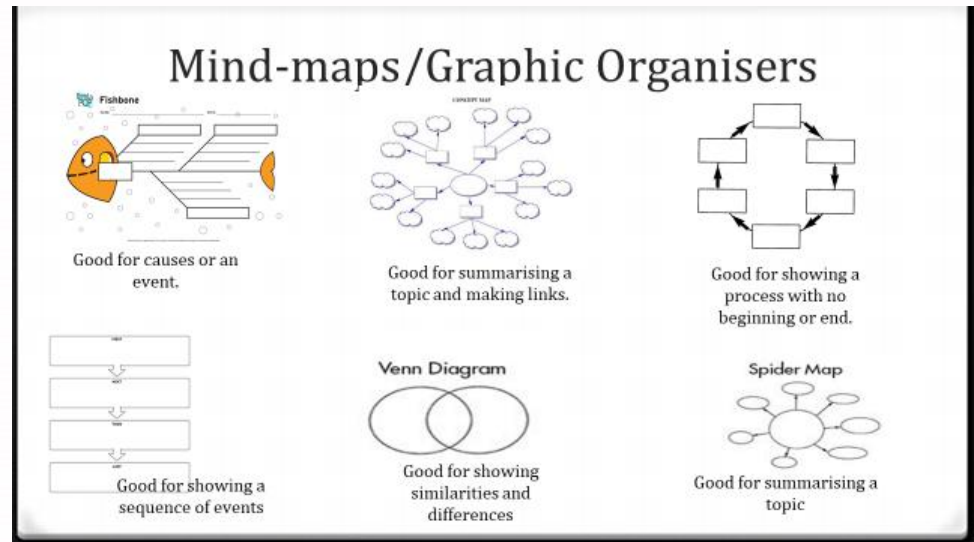 Mind-maps/Graphic Organisers
Fishbone
CONCEPT MAP
Good for causes or an
event.
Good for summarising a
topic and making links.
Good for showing a
process with no
beginning or end.
Good for showing a
sequence of events
Venn Diagram
Good for showing
similarities and
differences
Spider Map
Good for summarising a
topic